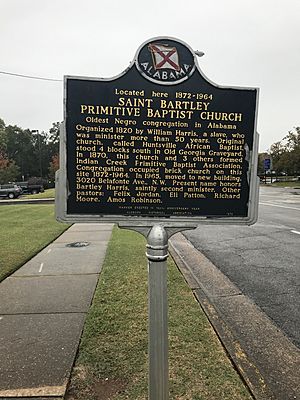 ALABAMA
Located here 1872-1964
SAINT BARTLEY
PRIMITIVE BAPTIST CHURCH
Oldest Negro congregation in Alabama
Organized 1820 by William Harris, a slave, who
was minister more than 50 years. Original
church, called Huntsville African Baptist,
stood 4 blocks south in Old Georgia Graveyard.
In 1870, this church and 3 others formed
Indian Creek Primitive Baptist Association.
Congregation occupied brick church on this
site 1872-1964. In 1965, moved to new building,
3020 Belafonte Ave., N.W. Present name honors
Bartley Harris, saintly second minister. Other
pastors: Felix Jordan, Eli Patton, Richard
Moore, Amos Robinson.
ALABAMA HISTORICAL ASSOCIATION